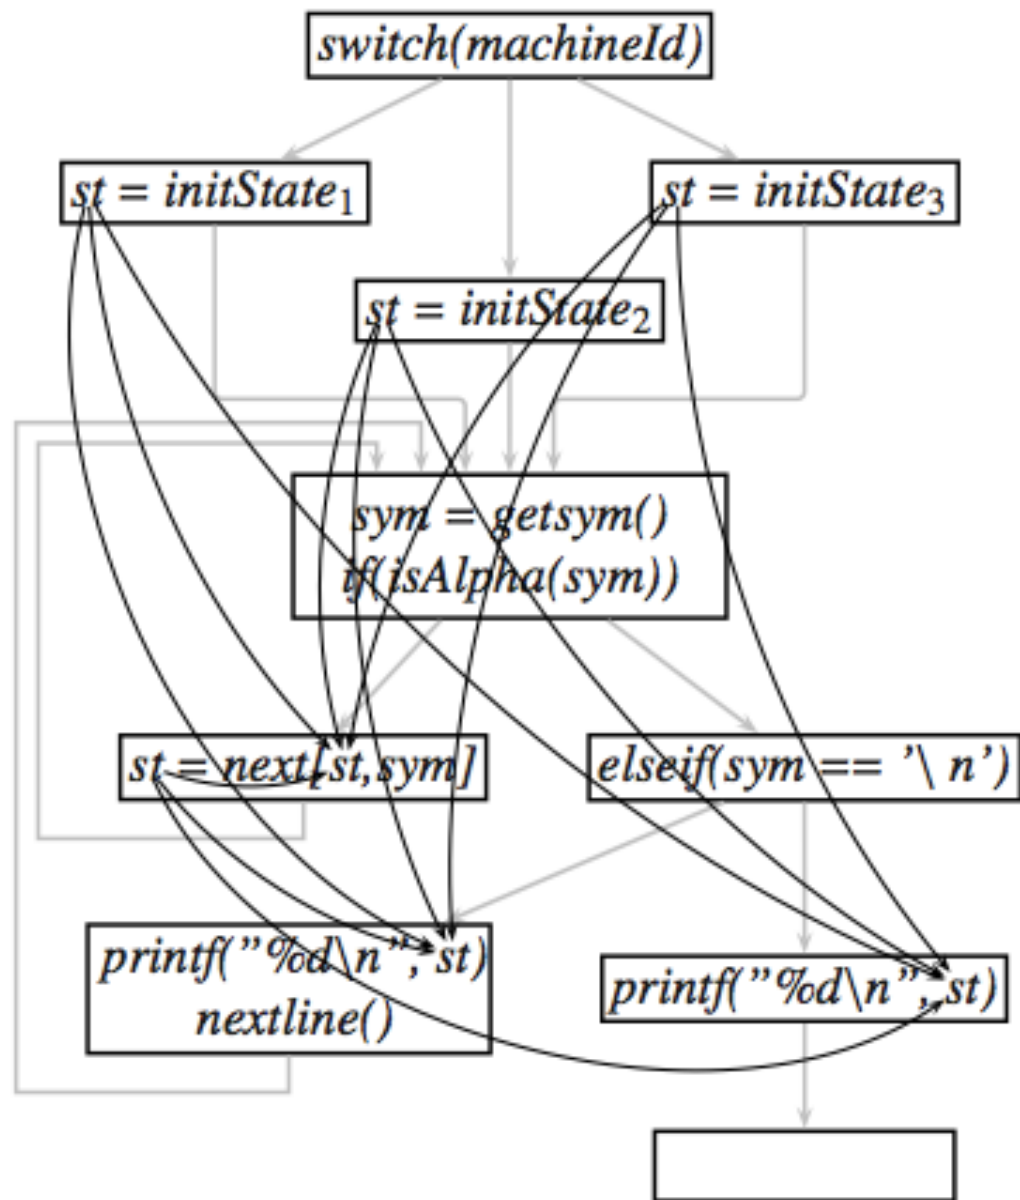 switch(machineId)
st = initState₁
st = initState₃
st = initState₂
sym = getsym()
if(isAlpha(sym))
st = next[st,sym]
elseif(sym == '\ n')
printf("%d\n", st)
nextline()
printf("%d\n", st)